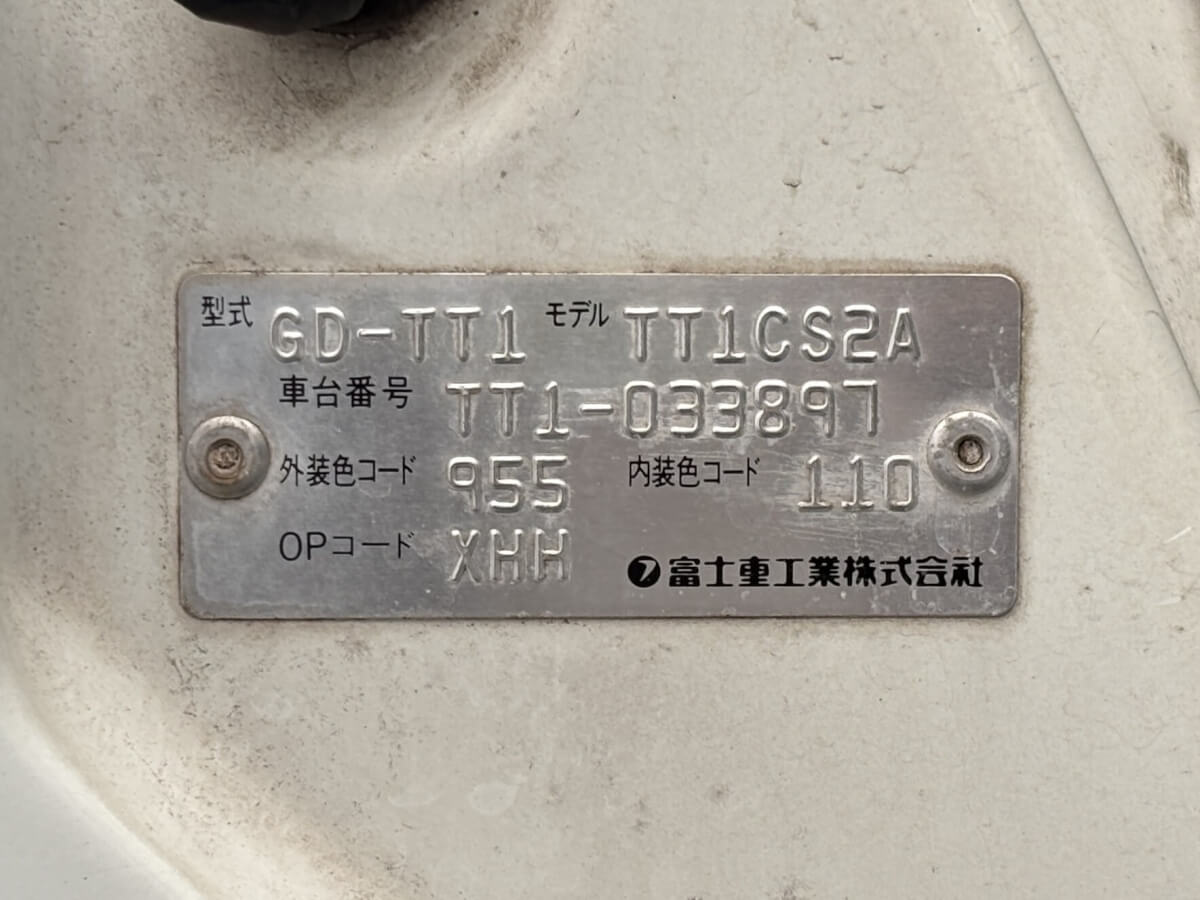 型式 GD-TT1 モデル TT1CS2A
車台番号 TT1-033897
外装色コード 955 内装色コード 110
OPコード XHH
フ 富士重工業株式会社